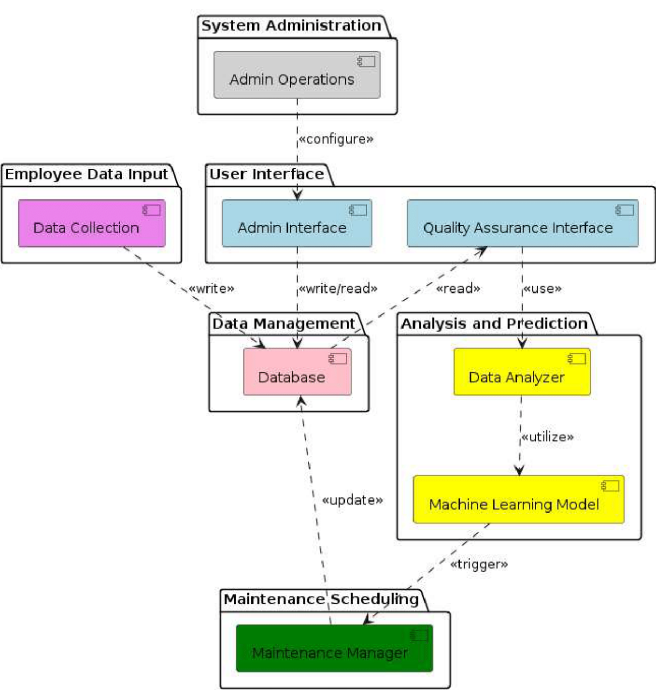 System Administration
Admin Operations
«configure»
Employee Data Input
User Interface
Data Collection
Admin Interface
Quality Assurance Interface
«write»
«write/read»
«read»
«use»
Data Management
Analysis and Prediction
Database
Data Analyzer
«utilize»
Machine Learning Model
«update»
«trigger»
Maintenance Scheduling
Maintenance Manager